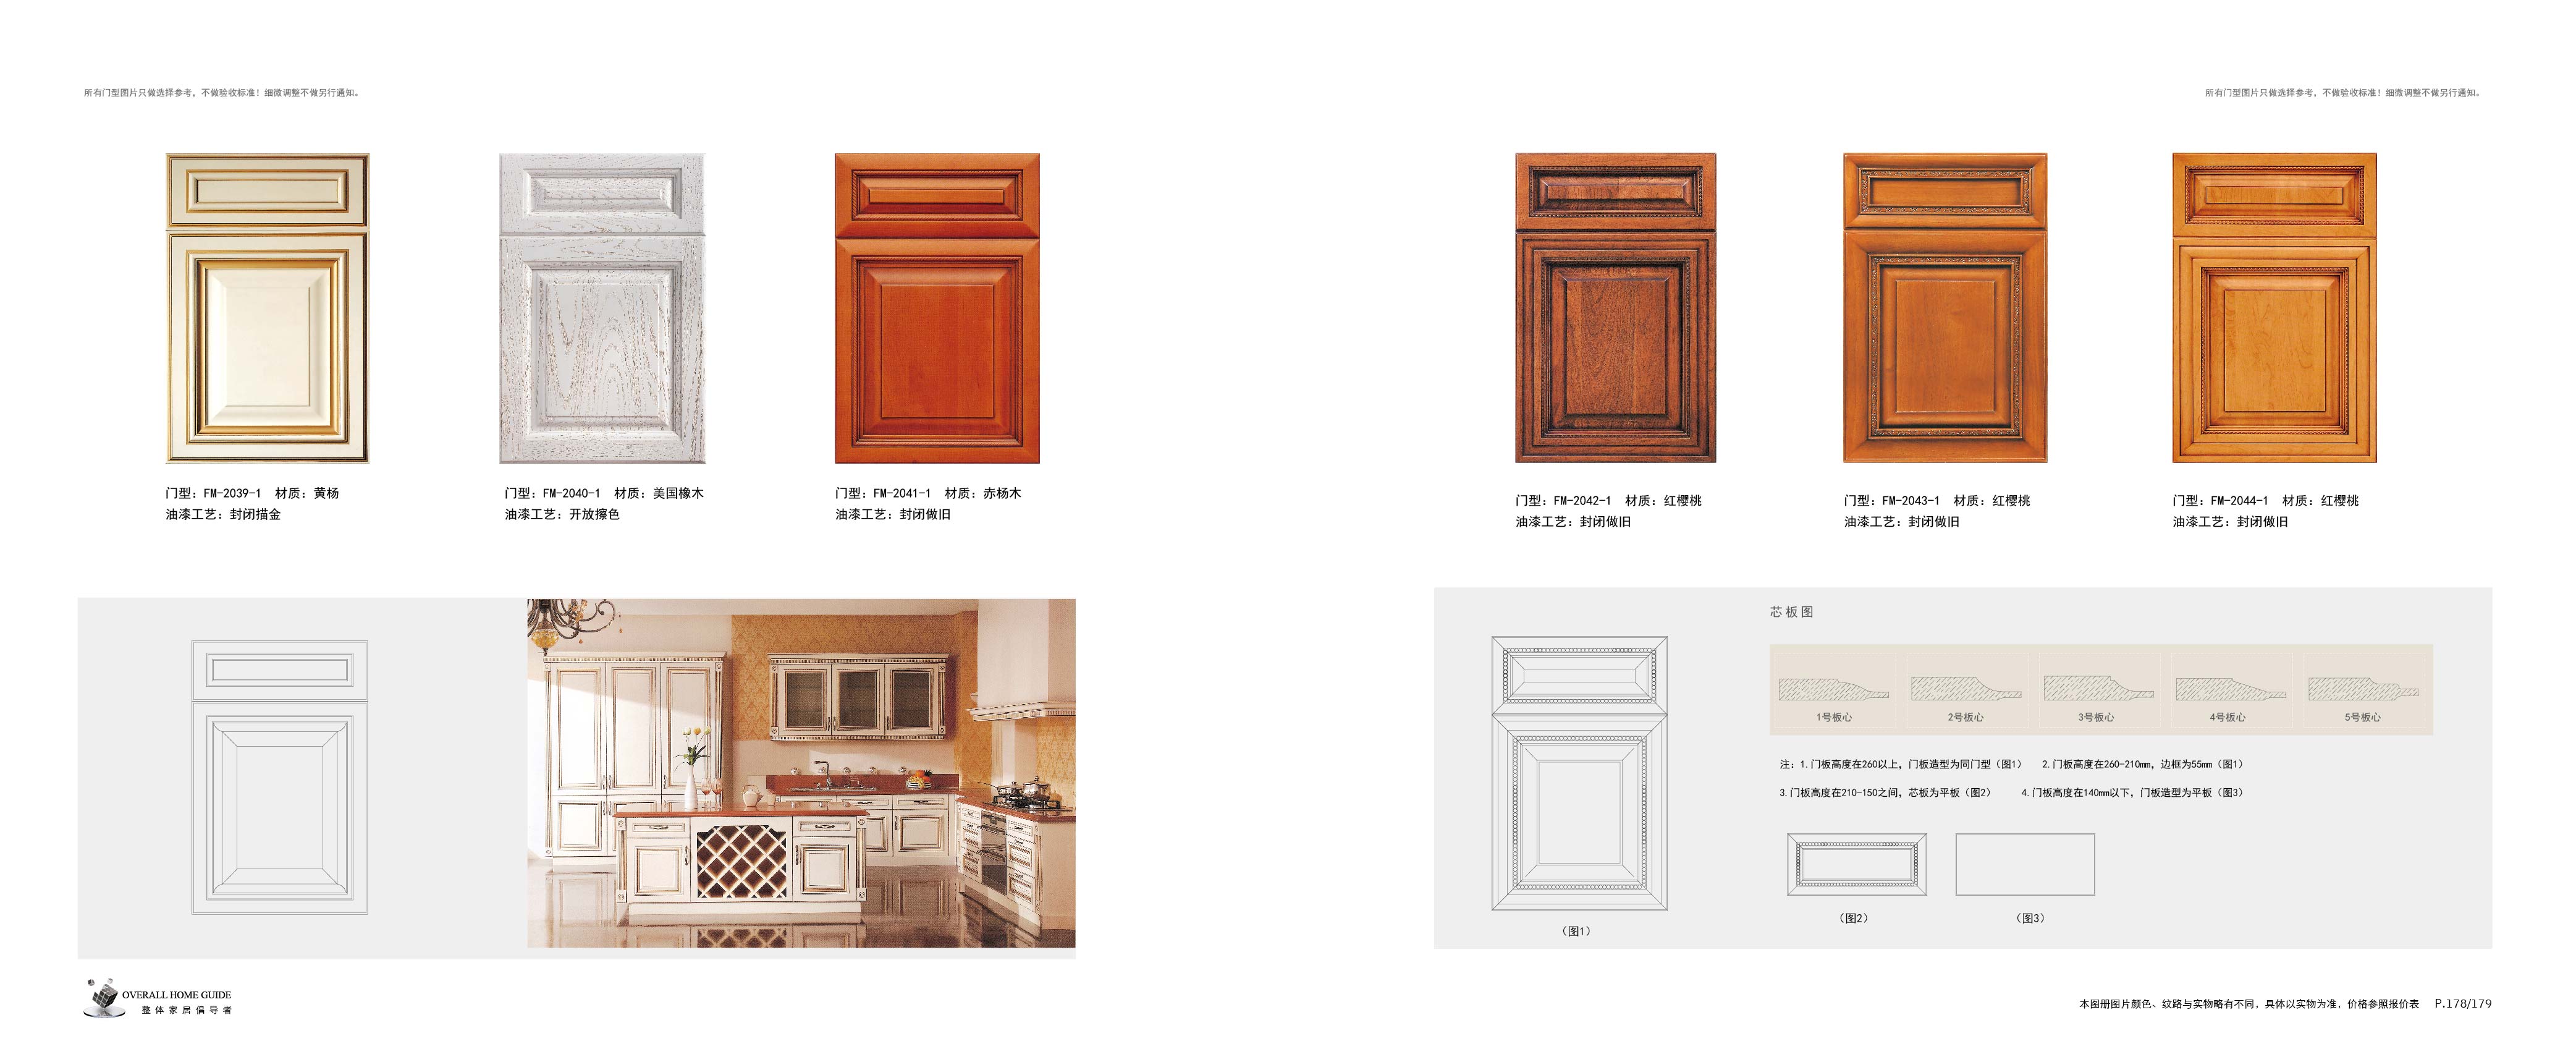 所有门型图片只做选择参考，不做验收标准！细微调整不做另行通知。
所有门型图片只做选择参考，不做验收标准！细微调整不做另行通知。
门型：FM-2039-1　材质：黄杨
油漆工艺：封闭描金
门型：FM-2040-1　材质：美国橡木
油漆工艺：开放擦色
门型：FM-2041-1　材质：赤杨木
油漆工艺：封闭做旧
门型：FM-2042-1　材质：红樱桃
油漆工艺：封闭做旧
门型：FM-2043-1　材质：红樱桃
油漆工艺：封闭做旧
门型：FM-2044-1　材质：红樱桃
油漆工艺：封闭做旧
芯板图
1号板心
2号板心
3号板心
4号板心
5号板心
注：1.门板高度在260以上，门板造型为同门型（图1）　2.门板高度在260-210mm，边框为55mm（图1）
3.门板高度在210-150之间，芯板为平板（图2）　4.门板高度在140mm以下，门板造型为平板（图3）
（图1）
（图2）
（图3）
OVERALL HOME GUIDE
整体家居倡导者
本图册图片颜色、纹路与实物略有不同，具体以实物为准，价格参照报价表　P.178/179